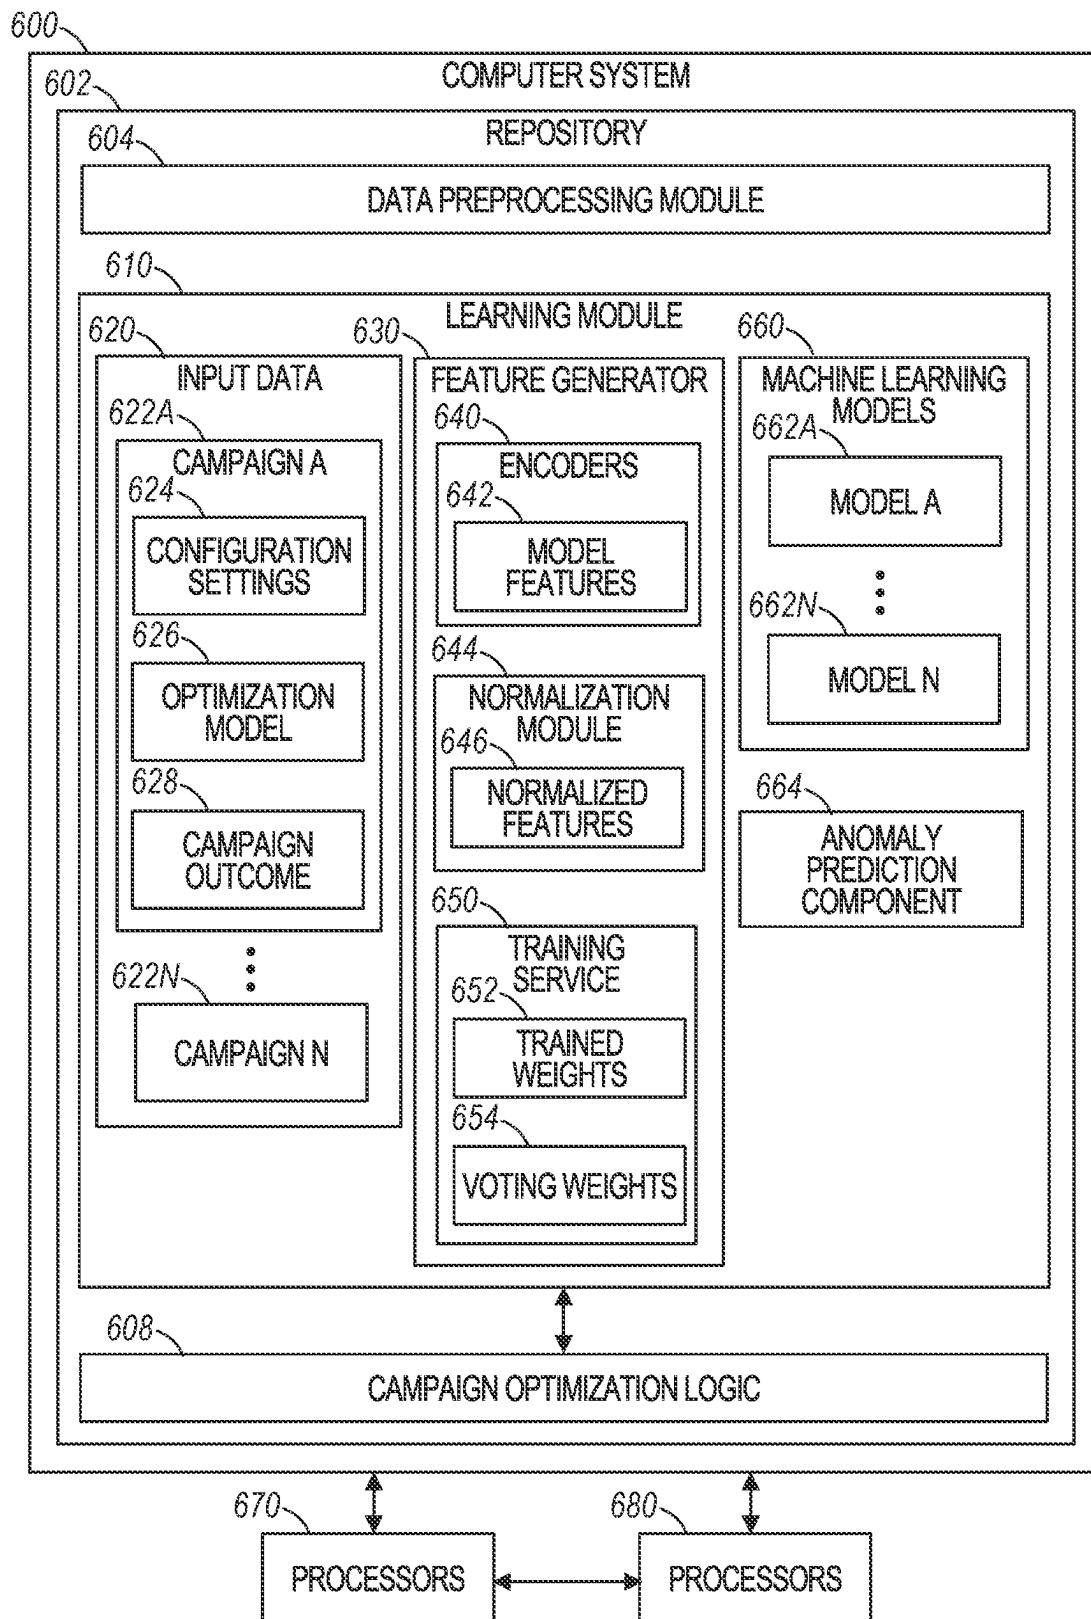 600
COMPUTER SYSTEM
602
REPOSITORY
604
DATA PREPROCESSING MODULE
610
LEARNING MODULE
620
INPUT DATA
622A
CAMPAIGN A
624
CONFIGURATION
SETTINGS
626
OPTIMIZATION
MODEL
628
CAMPAIGN
OUTCOME
622N
CAMPAIGN N
630
FEATURE GENERATOR
640
ENCODERS
642
MODEL
FEATURES
644
NORMALIZATION
MODULE
646
NORMALIZED
FEATURES
650
TRAINING
SERVICE
652
TRAINED
WEIGHTS
654
VOTING WEIGHTS
660
MACHINE LEARNING
MODELS
662A
MODEL A
662N
MODEL N
664
ANOMALY
PREDICTION
COMPONENT
608
CAMPAIGN OPTIMIZATION LOGIC
670
PROCESSORS
680
PROCESSORS